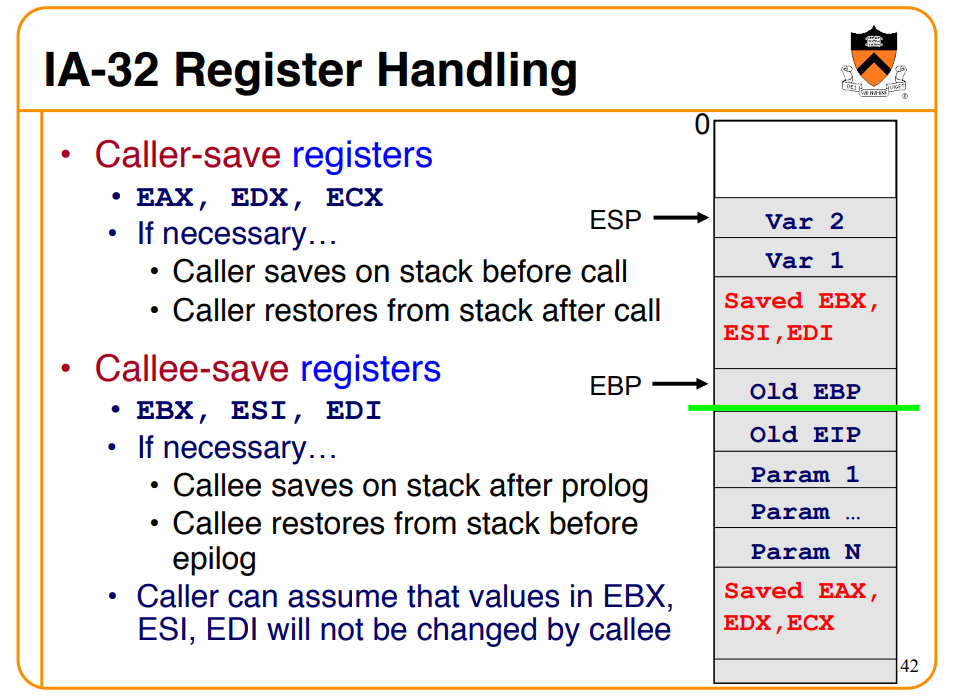 IA-32 Register Handling
• Caller-save registers
• EAX, EDX, ECX
• If necessary…
• Caller saves on stack before call
• Caller restores from stack after call
• Callee-save registers
• EBX, ESI, EDI
• If necessary…
• Callee saves on stack after prolog
• Callee restores from stack before
epilog
• Caller can assume that values in EBX,
ESI, EDI will not be changed by callee
0
ESP
Var 2
Var 1
Saved EBX,
ESI,EDI
EBP
Old EBP
Old EIP
Param 1
Param …
Param N
Saved EAX,
EDX,ECX
42